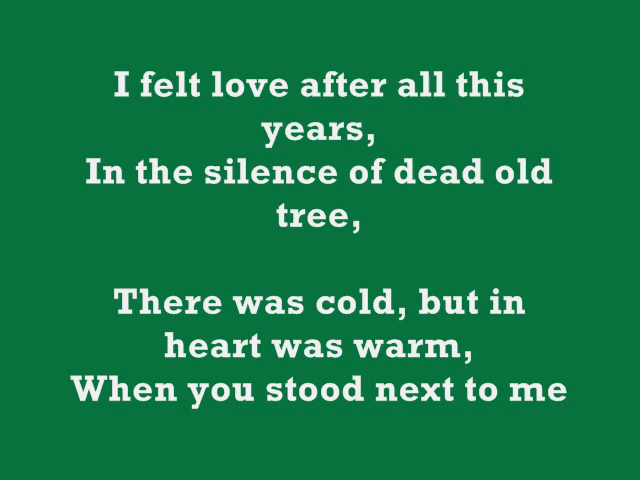 I felt love after all this
years,
In the silence of dead old
tree,
There was cold, but in
heart was warm,
When you stood next to me